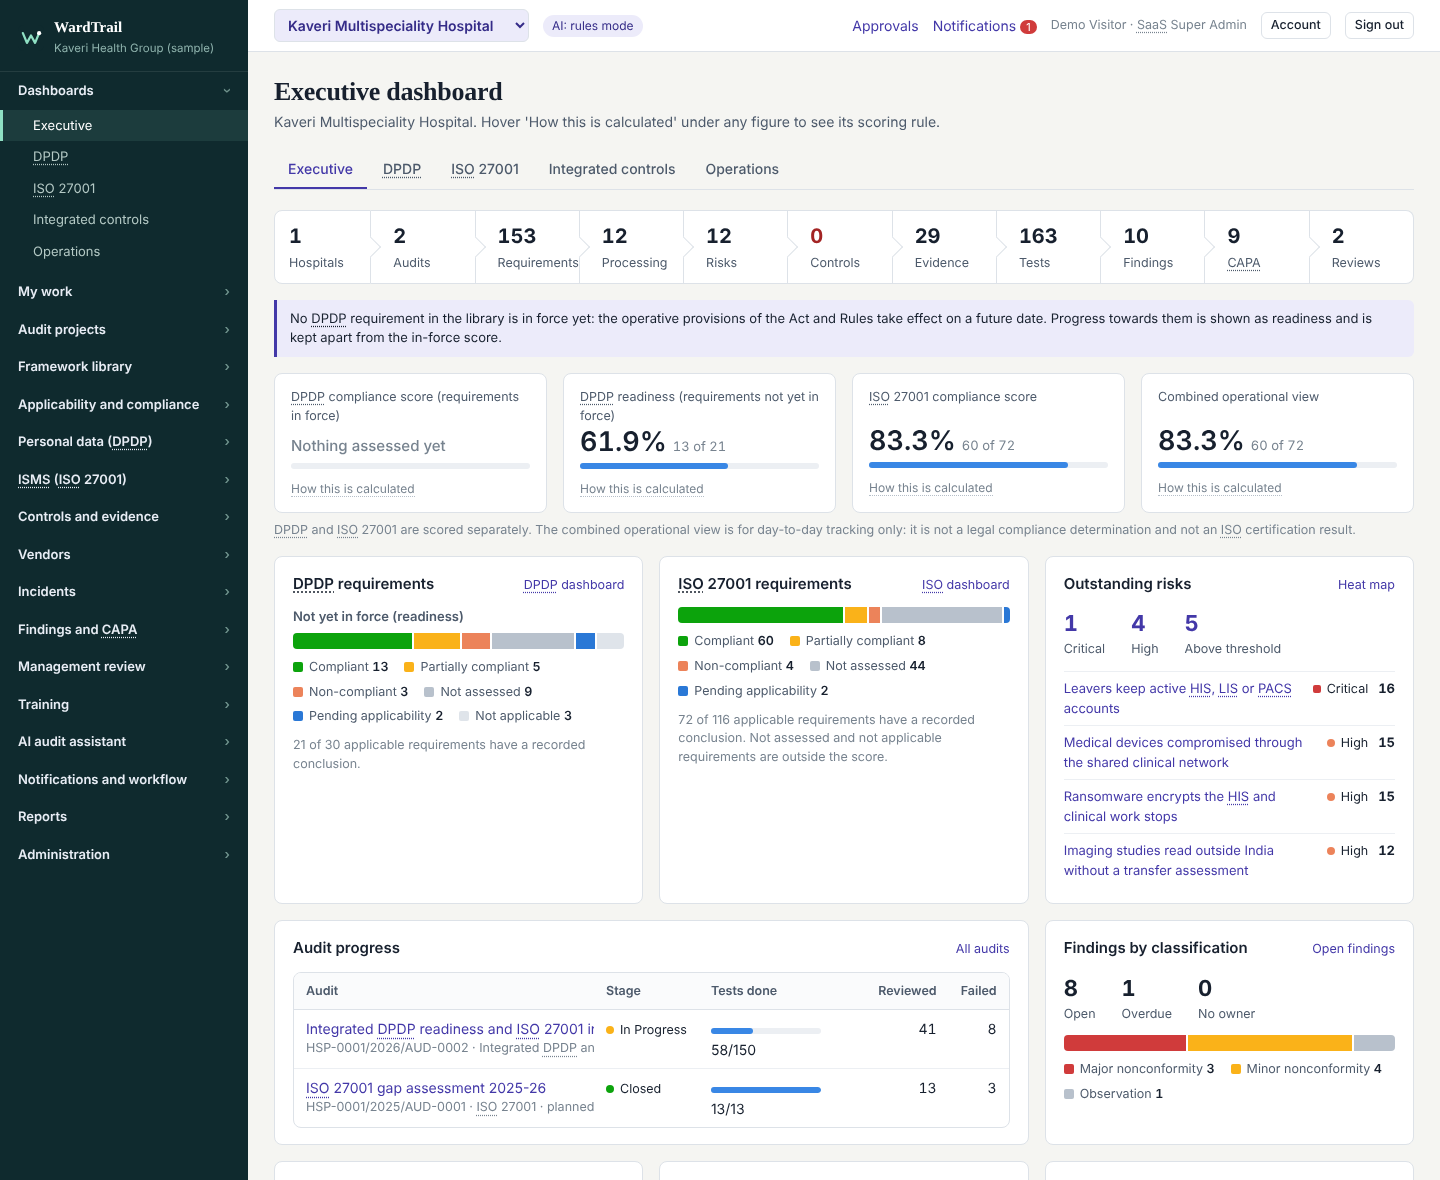 WardTrail
Kaveri Health Group (sample)
Dashboards
Executive
DPDP
ISO 27001
Integrated controls
Operations
My work
Audit projects
Framework library
Applicability and compliance
Personal data (DPDP)
ISMS (ISO 27001)
Controls and evidence
Vendors
Incidents
Findings and CAPA
Management review
Training
AI audit assistant
Notifications and workflow
Reports
Administration
Kaveri Multispeciality Hospital
AI: rules mode
Approvals
Notifications 1
Demo Visitor · SaaS Super Admin
Account
Sign out
Executive dashboard
Kaveri Multispeciality Hospital. Hover 'How this is calculated' under any figure to see its scoring rule.
Executive DPDP ISO 27001 Integrated controls Operations
1 2 153 12 12 0 29 163 10 9 2
Hospitals Audits Requirements Processing Risks Controls Evidence Tests Findings CAPA Reviews
No DPDP requirement in the library is in force yet: the operative provisions of the Act and Rules take effect on a future date. Progress towards them is shown as readiness and is
kept apart from the in-force score.
DPDP compliance score (requirements
in force)
Nothing assessed yet
How this is calculated
DPDP readiness (requirements not yet in
force)
61.9% 13 of 21
How this is calculated
ISO 27001 compliance score
83.3% 60 of 72
How this is calculated
Combined operational view
83.3% 60 of 72
How this is calculated
DPDP and ISO 27001 are scored separately. The combined operational view is for day-to-day tracking only: it is not a legal compliance determination and not an ISO certification result.
DPDP requirements
DPDP dashboard
Not yet in force (readiness)
Compliant 13 Partially compliant 5
Non-compliant 3 Not assessed 9
Pending applicability 2 Not applicable 3
21 of 30 applicable requirements have a recorded
conclusion.
ISO 27001 requirements
ISO dashboard
Compliant 60 Partially compliant 8
Non-compliant 4 Not assessed 44
Pending applicability 2
72 of 116 applicable requirements have a recorded
conclusion. Not assessed and not applicable
requirements are outside the score.
Outstanding risks
Heat map
1 4 5
Critical High Above threshold
Leavers keep active HIS, LIS or PACS
accounts
Critical 16
Medical devices compromised through
the shared clinical network
High 15
Ransomware encrypts the HIS and
clinical work stops
High 15
Imaging studies read outside India
without a transfer assessment
High 12
Audit progress
All audits
Audit Stage Tests done Reviewed Failed
Integrated DPDP readiness and ISO 27001 in
HSP-0001/2026/AUD-0002 · Integrated DPDP an
In Progress
58/150
41 8
ISO 27001 gap assessment 2025-26
HSP-0001/2025/AUD-0001 · ISO 27001 · planned
Closed
13/13
13 3
Findings by classification
Open findings
8 1 0
Open Overdue No owner
Major nonconformity 3 Minor nonconformity 4
Observation 1